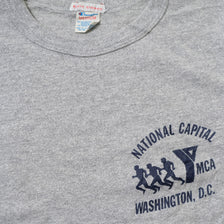 NATIONAL CAPITAL
YMCA
WASHINGTON, D.C.